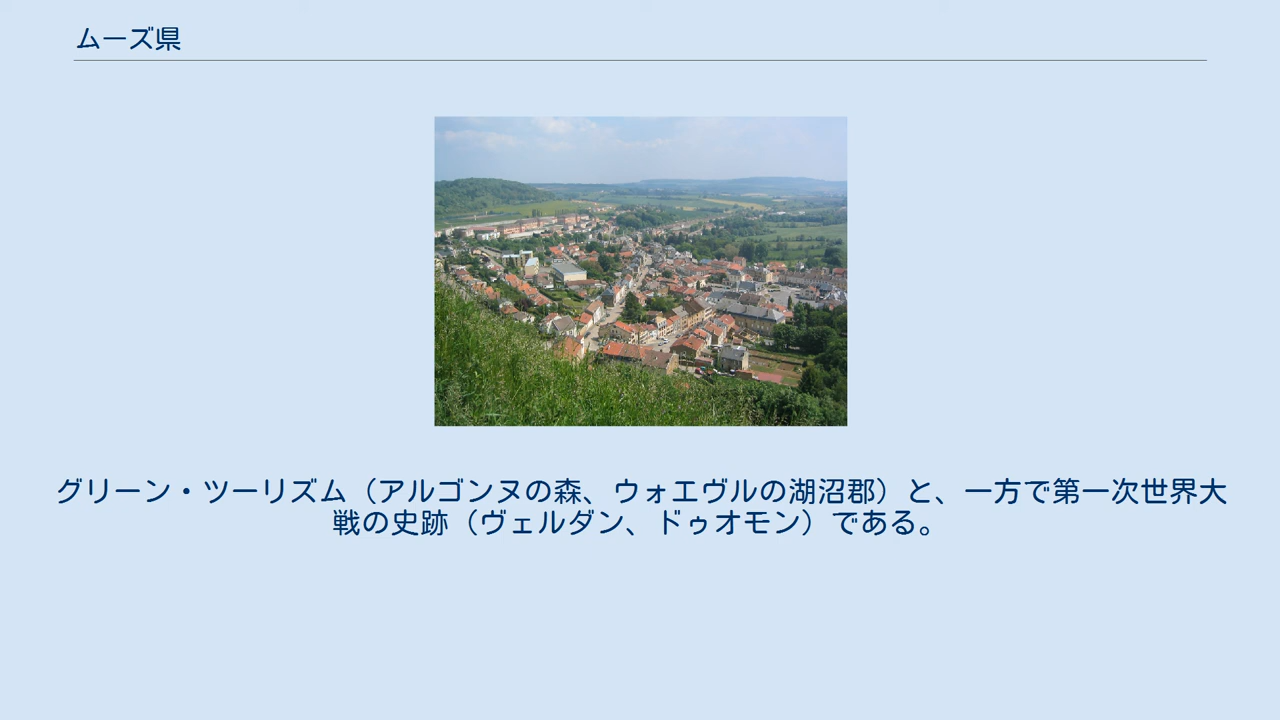 ムーズ県
グリーン・ツーリズム（アルゴンヌの森、ウォエヴルの湖沼郡）と、一方で第一次世界大
戦の史跡（ヴェルダン、ドゥオモン）である。